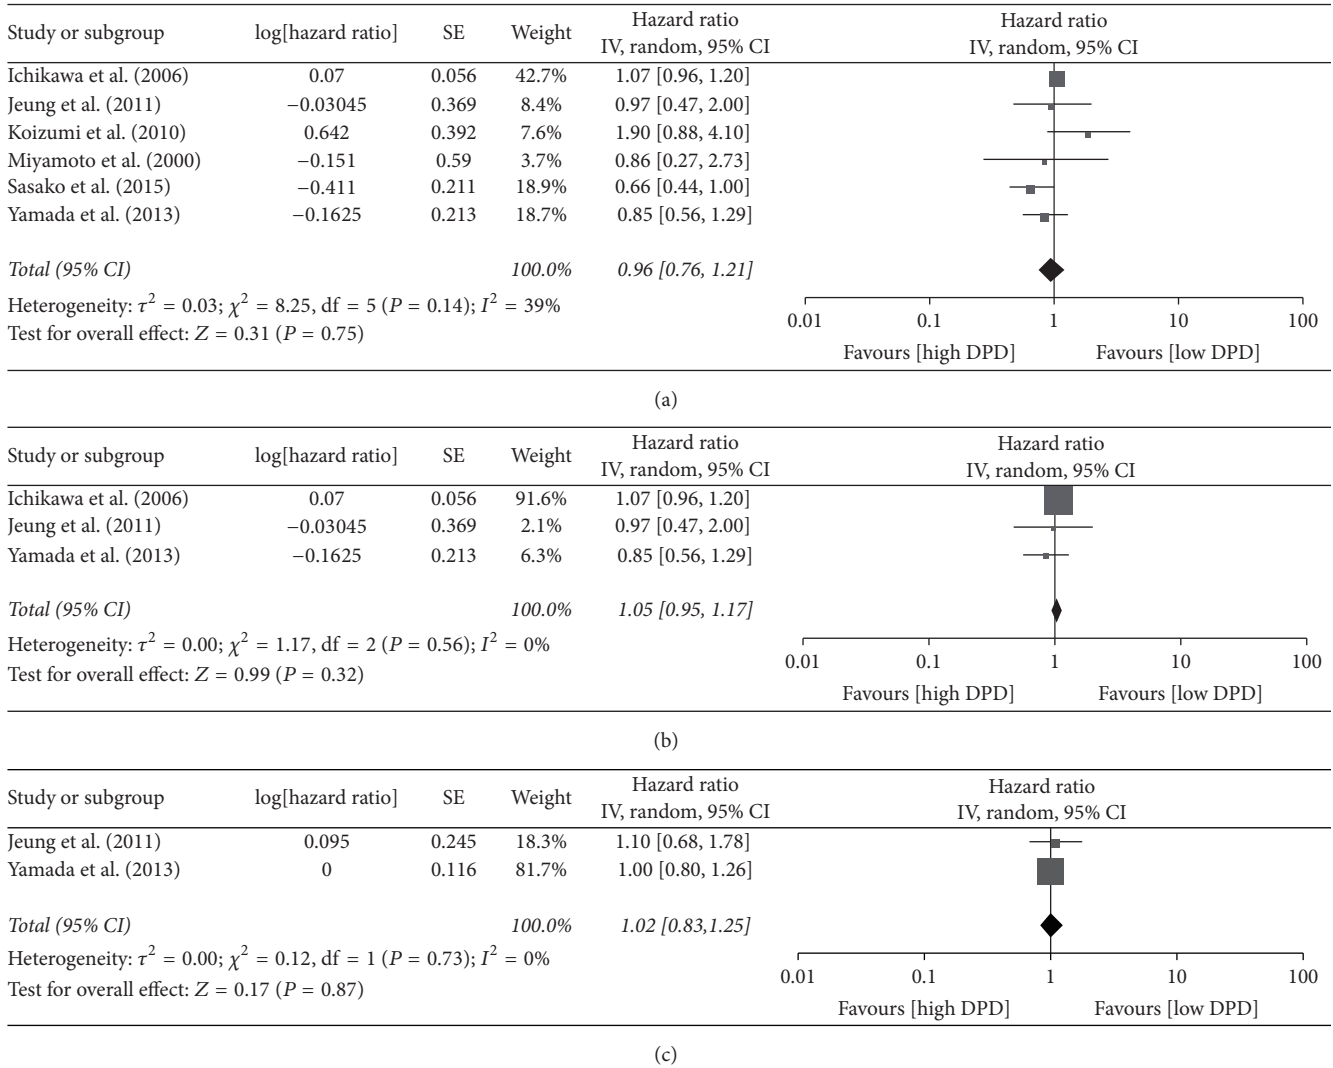 Study or subgroup log[hazard ratio] SE Weight Hazard ratio IV, random, 95% CI Hazard ratio IV, random, 95% CI
Ichikawa et al. (2006) 0.07 0.056 42.7% 1.07 [0.96, 1.20]
Jeung et al. (2011) −0.03045 0.369 8.4% 0.97 [0.47, 2.00]
Koizumi et al. (2010) 0.642 0.392 7.6% 1.90 [0.88, 4.10]
Miyamoto et al. (2000) −0.151 0.59 3.7% 0.86 [0.27, 2.73]
Sasako et al. (2015) −0.411 0.211 18.9% 0.66 [0.44, 1.00]
Yamada et al. (2013) −0.1625 0.213 18.7% 0.85 [0.56, 1.29]
Total (95% CI) 100.0% 0.96 [0.76, 1.21]
Heterogeneity: τ² = 0.03; χ² = 8.25, df = 5 (P = 0.14); I² = 39%
Test for overall effect: Z = 0.31 (P = 0.75)
0.01 0.1 1 10 100
Favours [high DPD] Favours [low DPD]
(a)
Study or subgroup log[hazard ratio] SE Weight Hazard ratio IV, random, 95% CI Hazard ratio IV, random, 95% CI
Ichikawa et al. (2006) 0.07 0.056 91.6% 1.07 [0.96, 1.20]
Jeung et al. (2011) −0.03045 0.369 2.1% 0.97 [0.47, 2.00]
Yamada et al. (2013) −0.1625 0.213 6.3% 0.85 [0.56, 1.29]
Total (95% CI) 100.0% 1.05 [0.95, 1.17]
Heterogeneity: τ² = 0.00; χ² = 1.17, df = 2 (P = 0.56); I² = 0%
Test for overall effect: Z = 0.99 (P = 0.32)
0.01 0.1 1 10 100
Favours [high DPD] Favours [low DPD]
(b)
Study or subgroup log[hazard ratio] SE Weight Hazard ratio IV, random, 95% CI Hazard ratio IV, random, 95% CI
Jeung et al. (2011) 0.095 0.245 18.3% 1.10 [0.68, 1.78]
Yamada et al. (2013) 0 0.116 81.7% 1.00 [0.80, 1.26]
Total (95% CI) 100.0% 1.02 [0.83,1.25]
Heterogeneity: τ² = 0.00; χ² = 0.12, df = 1 (P = 0.73); I² = 0%
Test for overall effect: Z = 0.17 (P = 0.87)
0.01 0.1 1 10 100
Favours [high DPD] Favours [low DPD]
(c)